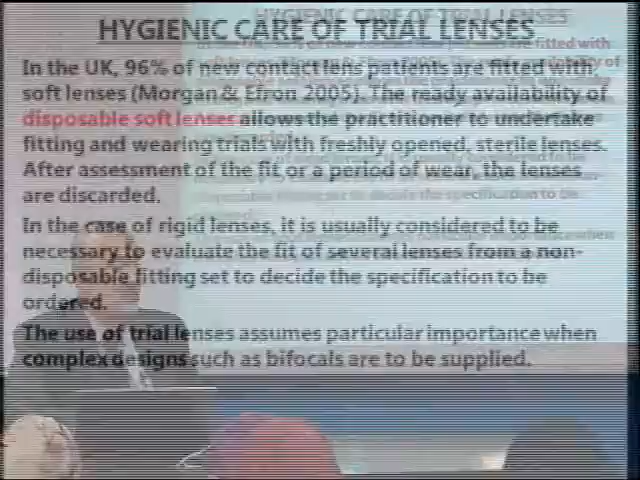 HYGIENIC CARE OF TRIAL LENSES
In the UK, 96% of new contact lens patients are fitted with
soft lenses (Morgan & Efron 2005). The ready availability of
disposable soft lenses allows the practitioner to undertake
fitting and wearing trials with freshly opened, sterile lenses.
After assessment of the fit or a period of wear, the lenses
are discarded.
In the case of rigid lenses, it is usually considered to be
necessary to evaluate the fit of several lenses from a non-
disposable fitting set to decide the specification to be
ordered.
The use of trial lenses assumes particular importance when
complex designs such as bifocals are to be supplied.
HYGIENIC CARE OF TRIAL LENSES